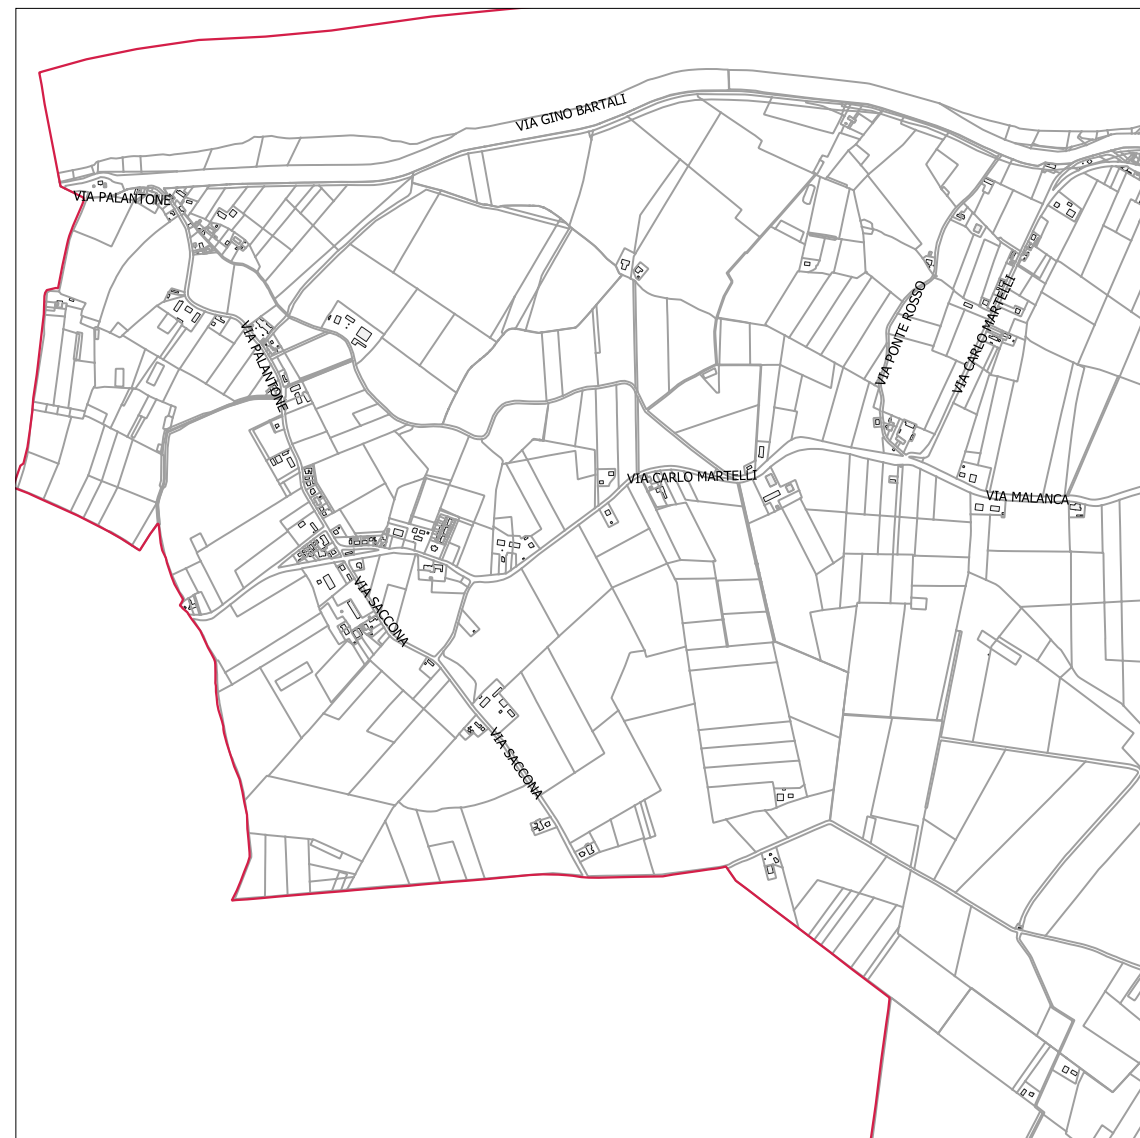 VIA GINO BARTALI
VIA PALANTONE
VIA PONTE ROSSO
VIA CARLO MARTELLI
VIA PALANTONE
VIA CARLO MARTELLI
VIA MALANCA
VIA SACCONA
VIA SACCONA